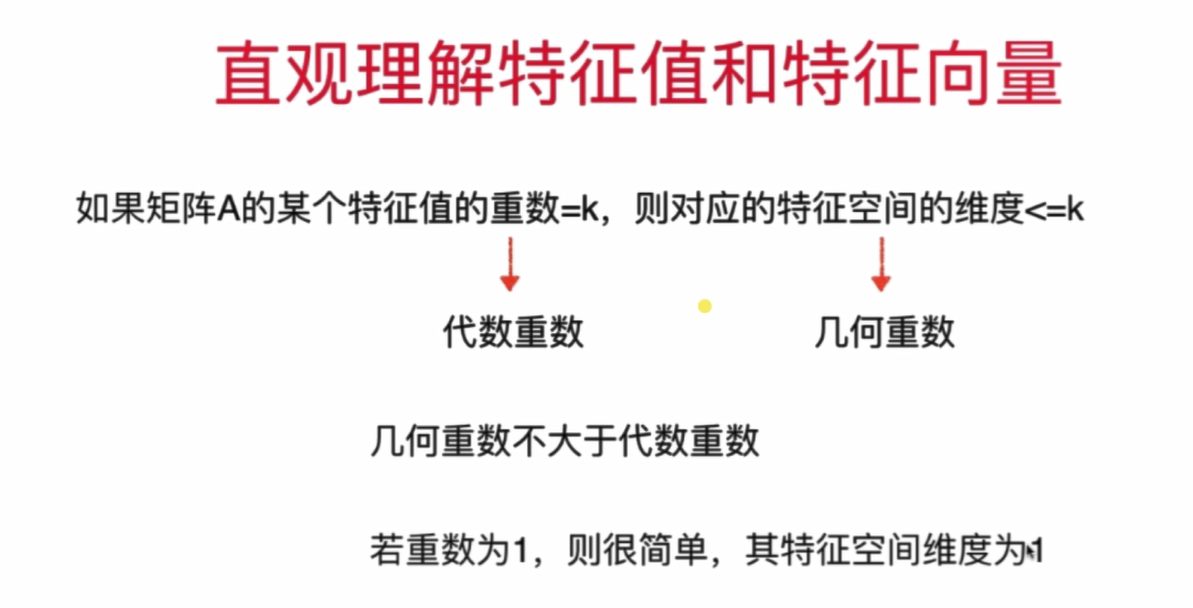 直观理解特征值和特征向量
如果矩阵A的某个特征值的重数=k，则对应的特征空间的维度<=k
代数重数 几何重数
几何重数不大于代数重数
若重数为1，则很简单，其特征空间维度为1